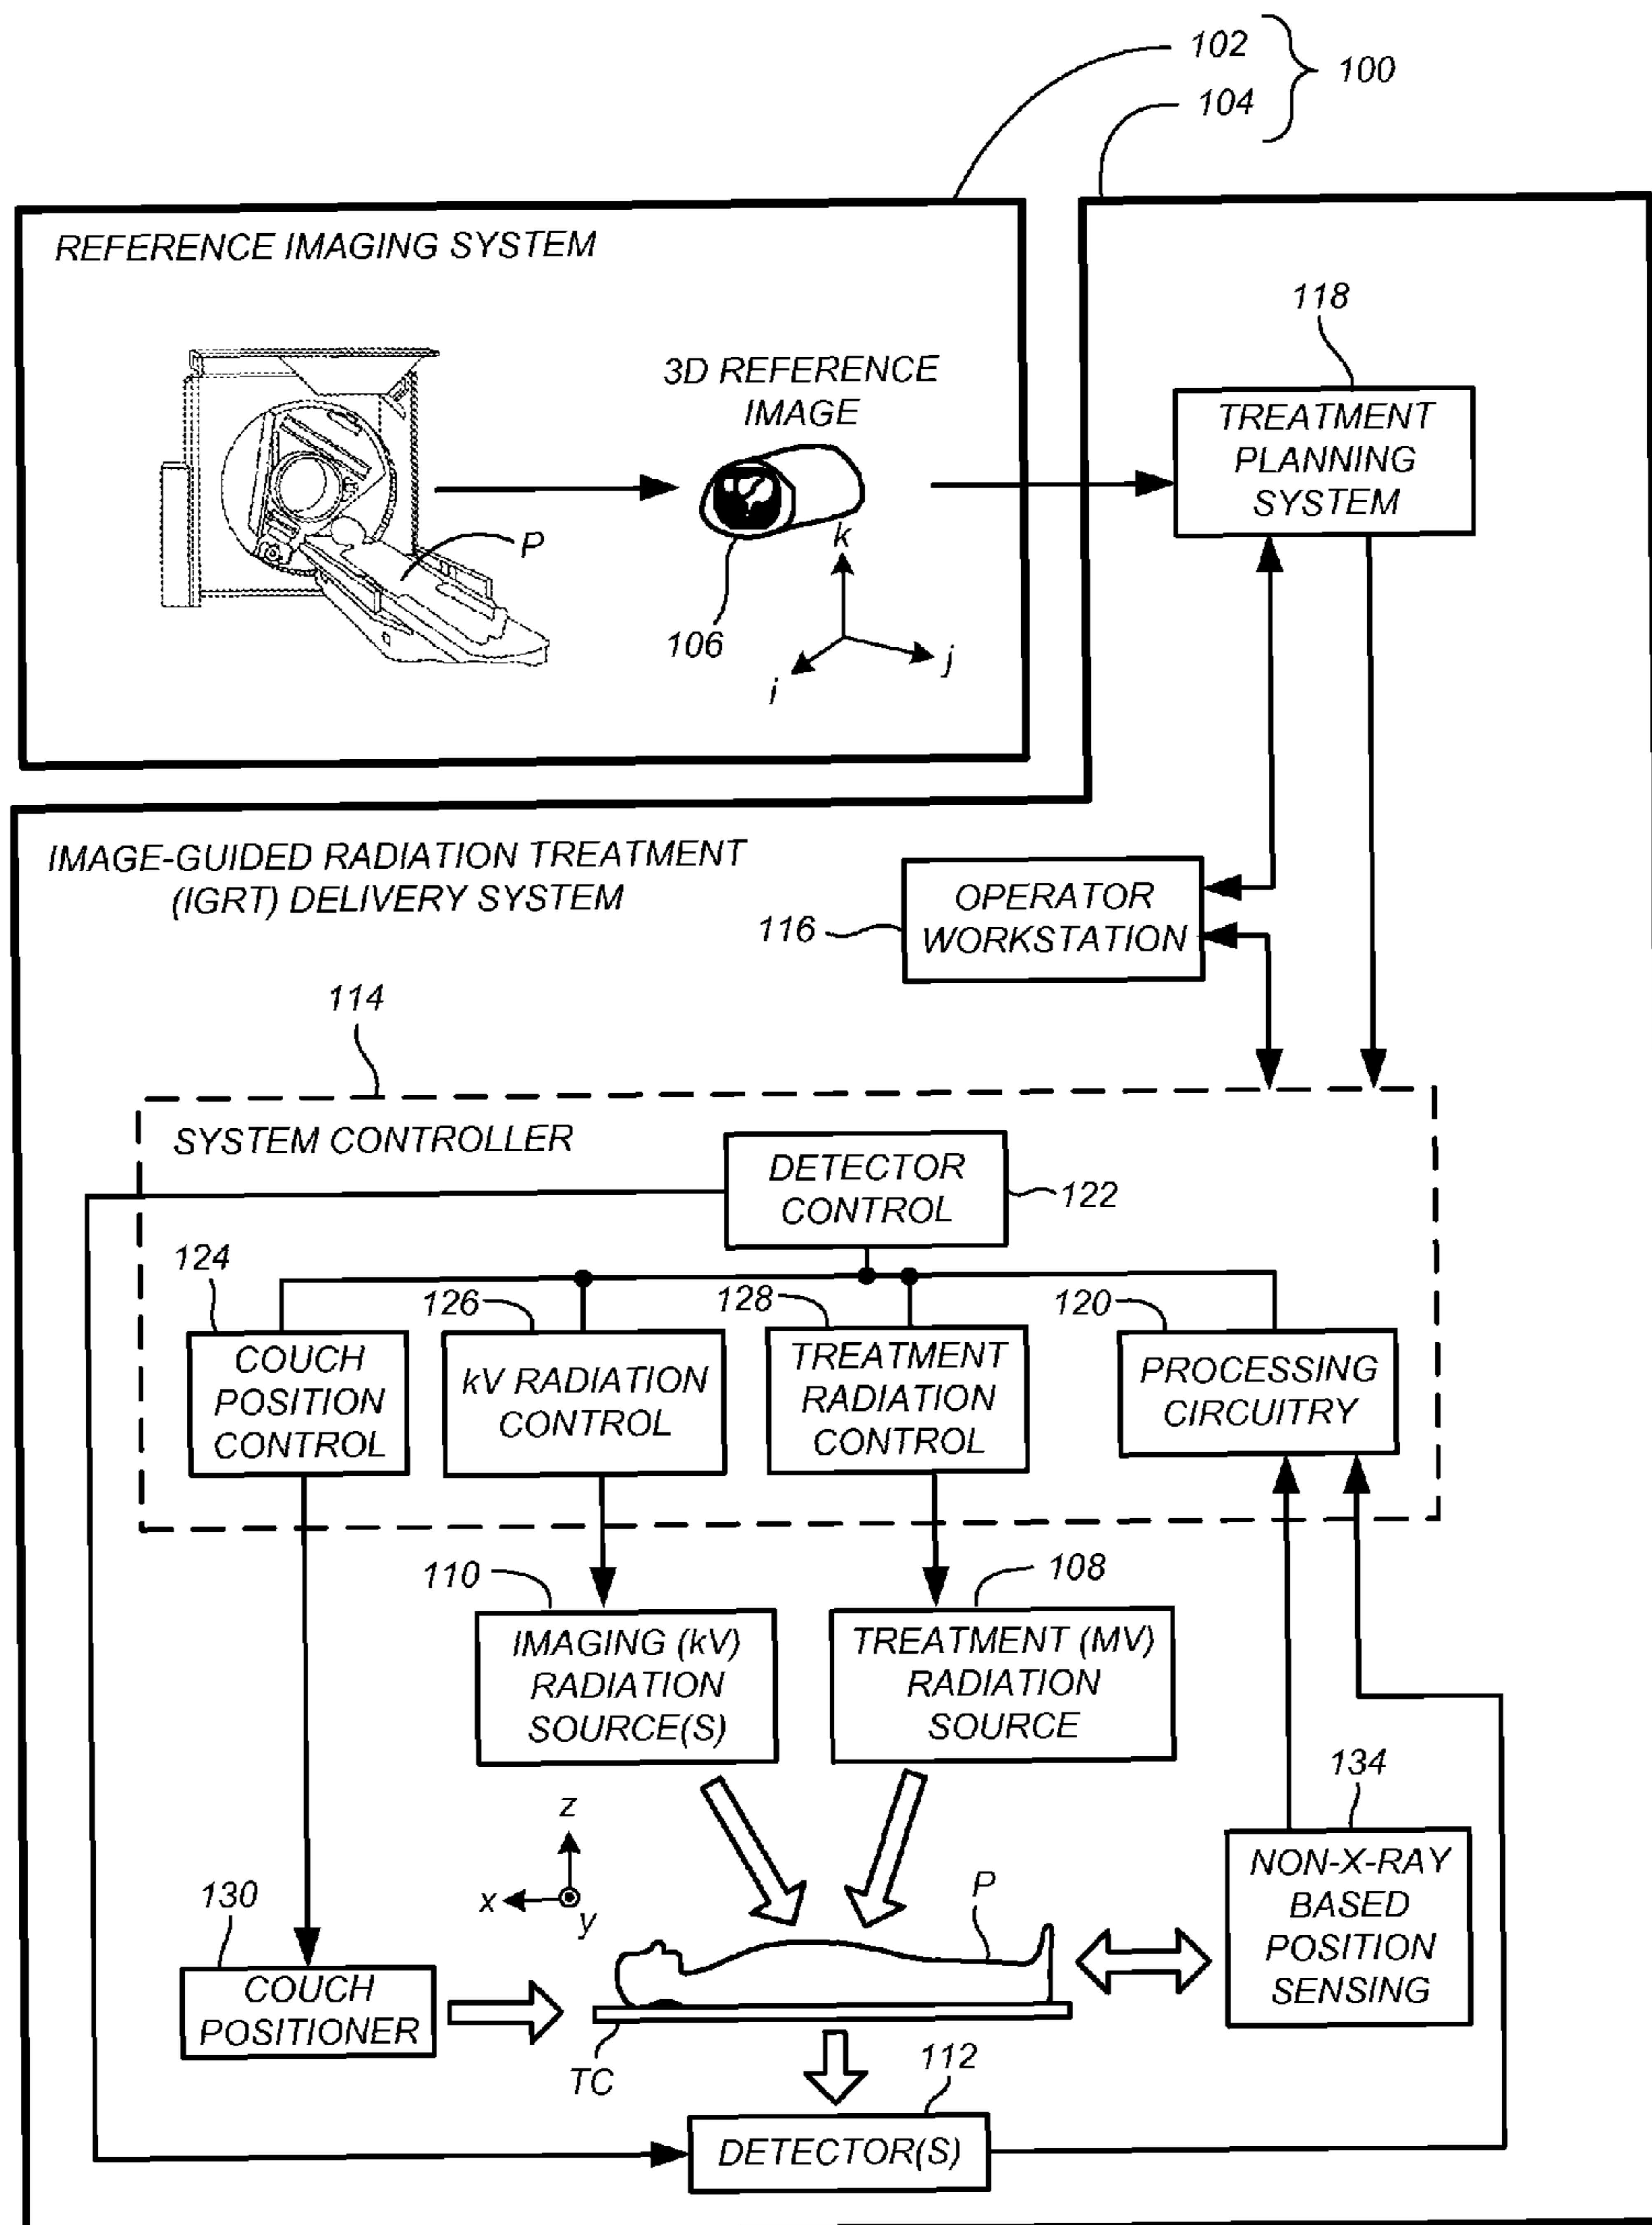 102
100
104
REFERENCE IMAGING SYSTEM
118
3D REFERENCE
IMAGE
TREATMENT
PLANNING
SYSTEM
P
k
106
j
i
IMAGE-GUIDED RADIATION TREATMENT
(IGRT) DELIVERY SYSTEM
OPERATOR
WORKSTATION
116
114
SYSTEM CONTROLLER
DETECTOR
CONTROL
122
124
126
128
120
COUCH
POSITION
CONTROL
kV RADIATION
CONTROL
TREATMENT
RADIATION
CONTROL
PROCESSING
CIRCUITRY
110
108
IMAGING (kV)
RADIATION
SOURCE(S)
TREATMENT (MV)
RADIATION
SOURCE
134
z
x
y
P
NON-X-RAY
BASED
POSITION
SENSING
130
COUCH
POSITIONER
TC
112
DETECTOR(S)